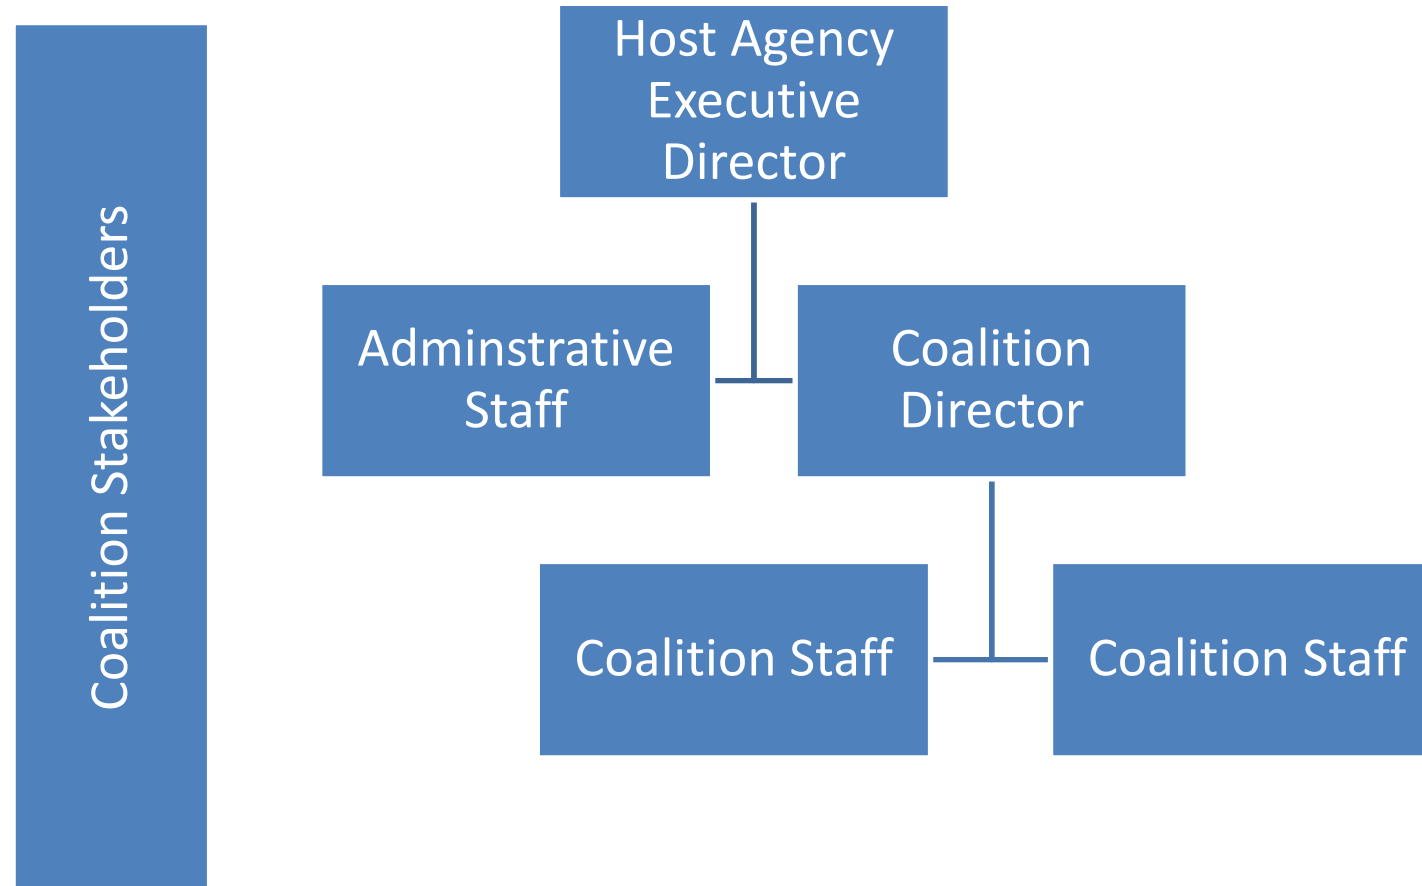 Coalition Stakeholders
Host Agency
Executive
Director
Adminstrative
Staff
Coalition
Director
Coalition Staff
Coalition Staff